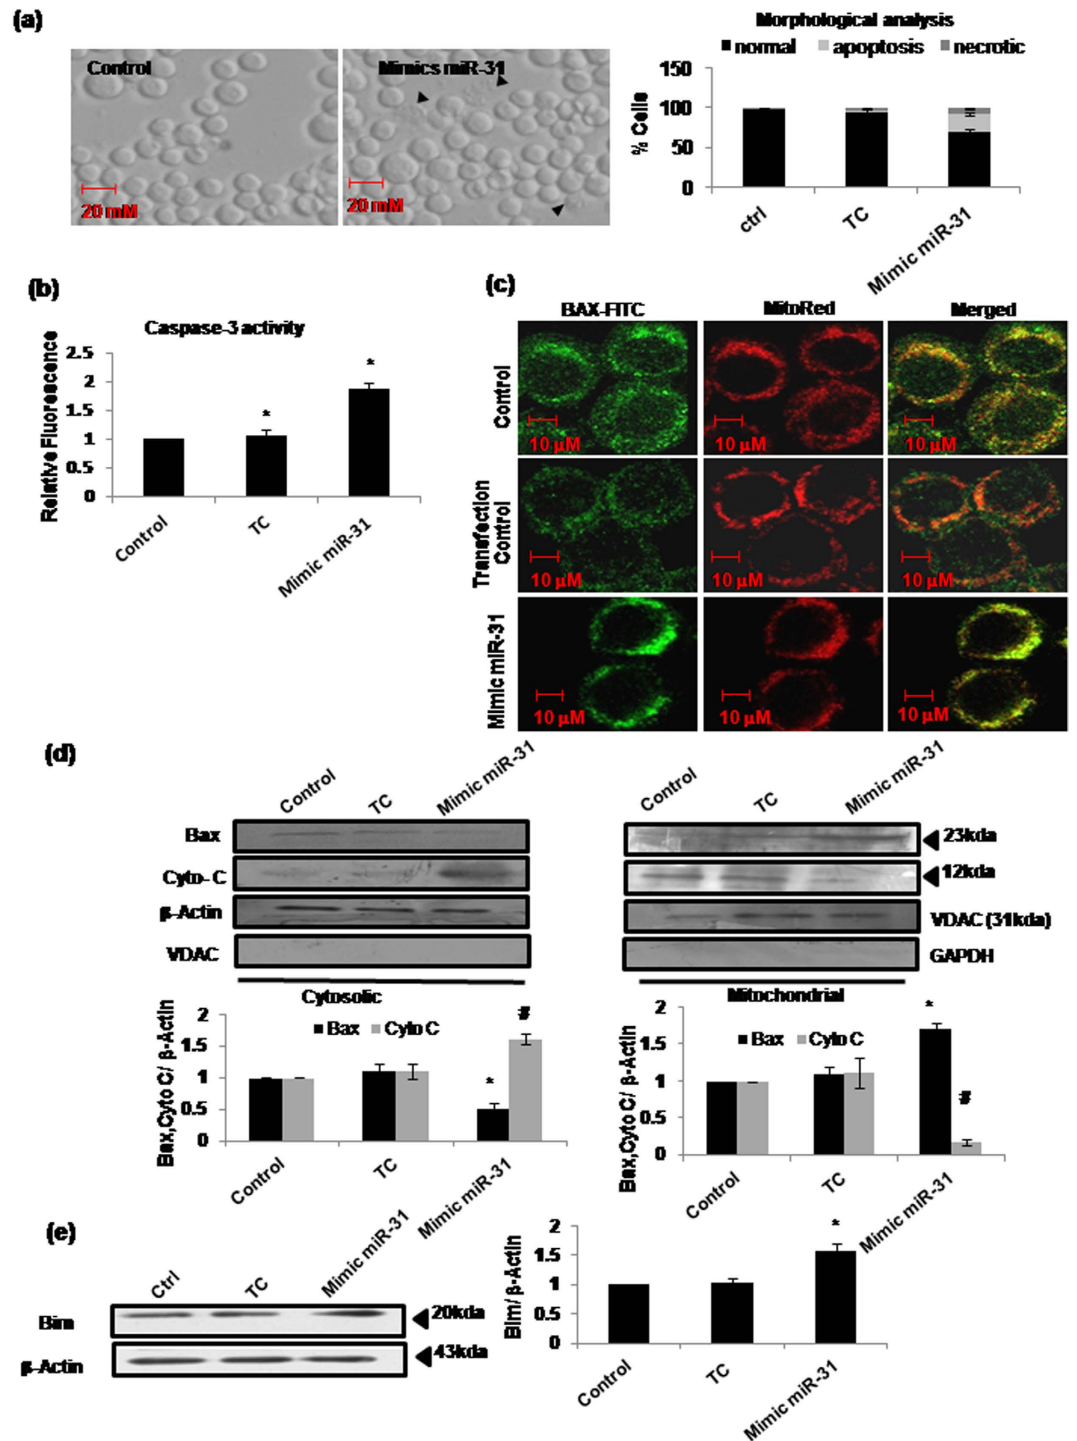 (a)
Control
20 mM
Mimics miR-31
20 mM
Morphological analysis
normal apoptosis necrotic
% Cells
150
100
50
0
ctrl
TC
Mimic miR-31
(b)
Caspase-3 activity
Relative Fluorescence
2.5
2
1.5
1
0.5
0
*
*
Control
TC
Mimic miR-31
(c)
BAX-FITC MitoRed Merged
Control
10 µM 10 µM 10 µM
Transfection
Control
10 µM 10 µM 10 µM
Mimic miR-31
10 µM 10 µM 10 µM
(d)
Control TC Mimic miR-31
Bax
Cyto- C
β-Actin
VDAC
Cytosolic
Control TC Mimic miR-31
23kda
12kda
VDAC (31kda)
GAPDH
Mitochondrial
Bax,Cyto C/ β-Actin
2
1.5
1
0.5
0
Bax Cyto C
*
#
Control
TC
Mimic miR-31
Bax,Cyto C/ β-Actin
2
1.5
1
0.5
0
Bax Cyto C
*
#
Control
TC
Mimic miR-31
(e)
Ctrl TC Mimic miR-31
Bim
20kda
β-Actin
43kda
Bim/ β-Actin
2
1.5
1
0.5
0
*
Control
TC
Mimic miR-31